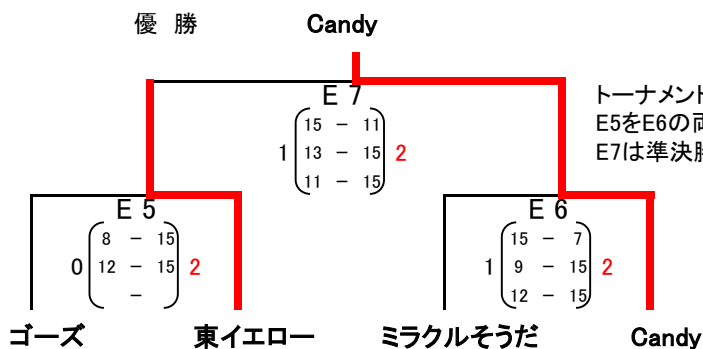 優 勝 Candy
E 7
トーナメント
E5をE6の両
E7は準決勝
15 － 11
1 13 － 15 2
11 － 15
E 5
8 － 15
0 12 － 15 2
－
E 6
15 － 7
1 9 － 15 2
12 － 15
ゴーズ 東イエロー ミラクルそうだ Candy